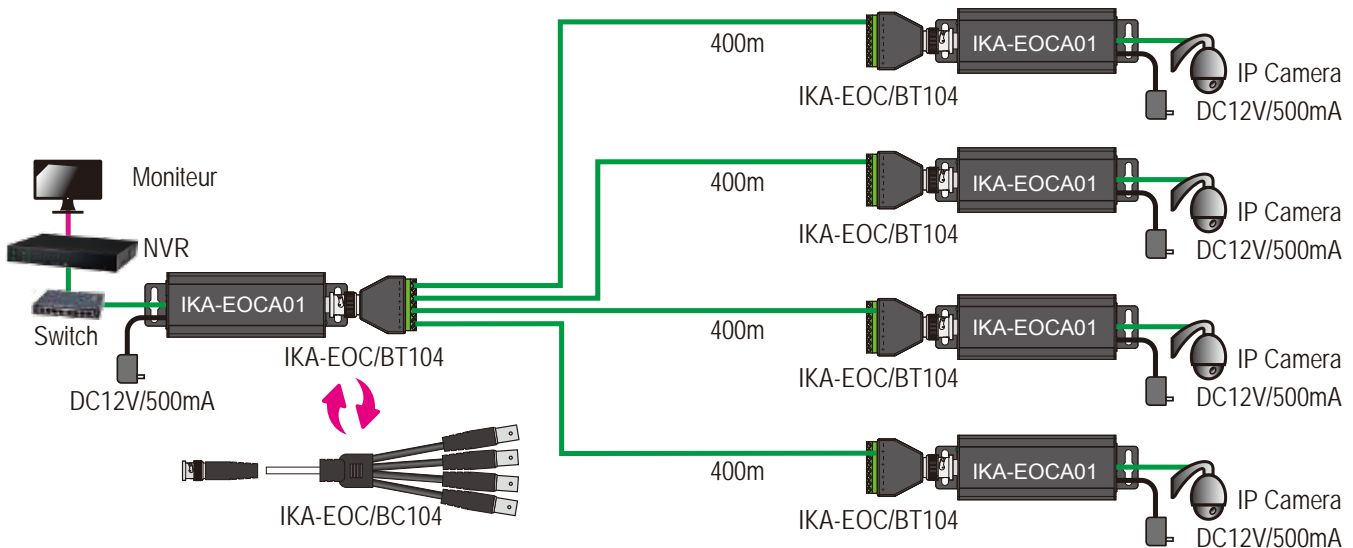 400m
IKA-EOCA01
IKA-EOC/BT104
IP Camera
DC12V/500mA
Moniteur
NVR
Switch
IKA-EOCA01
DC12V/500mA
IKA-EOC/BT104
IKA-EOC/BC104
400m
IKA-EOCA01
IKA-EOC/BT104
IP Camera
DC12V/500mA
400m
IKA-EOCA01
IKA-EOC/BT104
IP Camera
DC12V/500mA
400m
IKA-EOCA01
IKA-EOC/BT104
IP Camera
DC12V/500mA